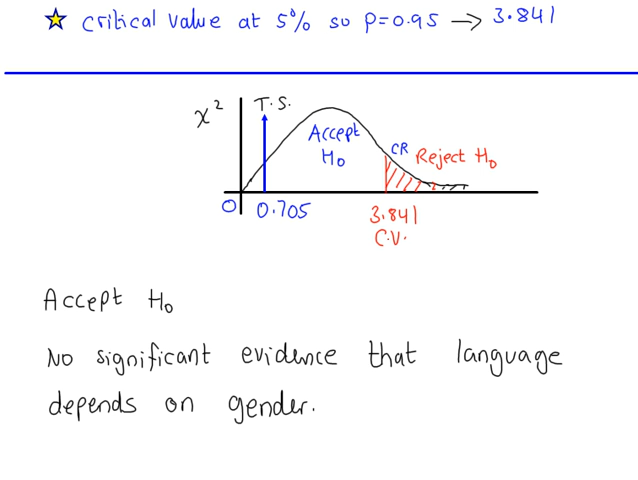 Critical Value at 5% so p=0.95 → 3.841
χ² T.S.
Accept H₀
CR Reject H₀
0 0.705 3.841
C.V.
Accept H₀
No significant evidence that language
depends on gender.